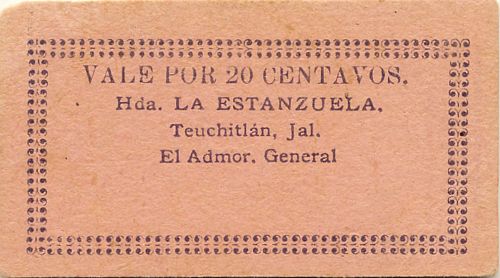 VALE POR 20 CENTAVOS.
Hda. LA ESTANZUELA.
Teuchitlán, Jal.
El Admor. General